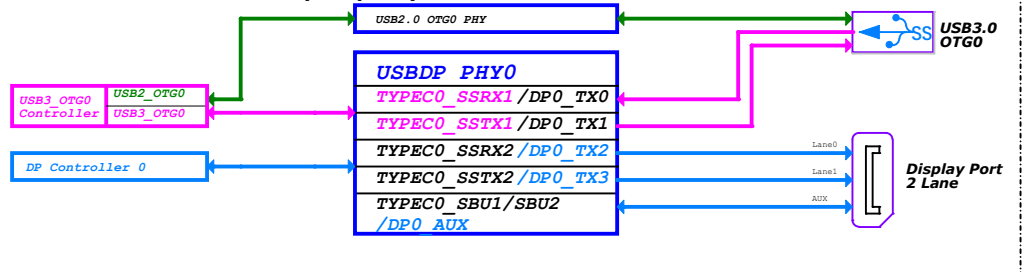 USB2.0 OTG0 PHY
SS
USB3.0
OTG0
USBDP PHY0
USB3_OTG0
Controller
USB2_OTG0
USB3_OTG0
TYPEC0_SSRX1/DP0_TX0
TYPEC0_SSTX1/DP0_TX1
DP Controller 0
TYPEC0_SSRX2/DP0_TX2
Lane0
TYPEC0_SSTX2/DP0_TX3
Lane1
TYPEC0_SBU1/SBU2
/DP0_AUX
AUX
Display Port
2 Lane